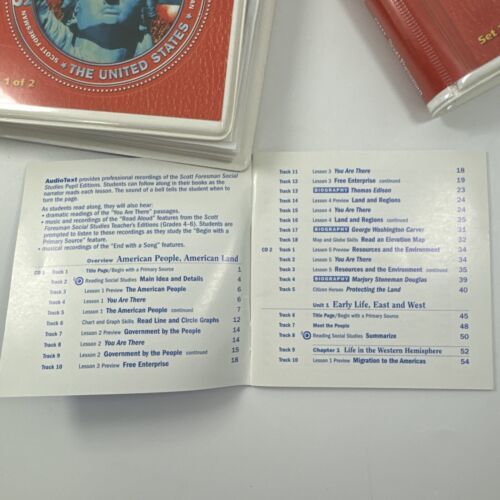 SCOTT FORESMAN
THE UNITED STATES
1 of 2
Set
AudioText provides professional recordings of the Scott Foresman Social
Studies Pupil Editions. Students can follow along in their books as the
narrator reads each lesson. The sound of a bell tells the student when to
turn the page.
As students read along, they will also hear:
• dramatic readings of the "You Are There" passages.
• music and recordings of the "Read Aloud" features from the Scott
Foresman Social Studies Teacher's Editions (Grades 4–6). Students are
prompted to listen to these recordings as they study the "Begin with a
Primary Source" feature.
• musical recordings of the "End with a Song" features.
Overview American People, American Land
CD 1 Track 1 Title Page/Begin with a Primary Source 1
Track 2 Reading Social Studies Main Idea and Details 4
Track 3 Lesson 1 Preview The American People 6
Track 4 Lesson 1 You Are There 6
Track 5 Lesson 1 The American People continued 7
Track 6 Chart and Graph Skills Read Line and Circle Graphs 12
Track 7 Lesson 2 Preview Government by the People 14
Track 8 Lesson 2 You Are There 14
Track 9 Lesson 2 Government by the People continued 15
Track 10 Lesson 2 Preview Free Enterprise 18
Track 11 Lesson 3 You Are There 18
Track 12 Lesson 3 Free Enterprise continued 19
Track 13 BIOGRAPHY Thomas Edison 23
Track 14 Lesson 4 Preview Land and Regions 24
Track 15 Lesson 4 You Are There 24
Track 16 Lesson 4 Land and Regions continued 25
Track 17 BIOGRAPHY George Washington Carver 31
Track 18 Map and Globe Skills Read an Elevation Map 32
CD 2 Track 1 Lesson 5 Preview Resources and the Environment 34
Track 2 Lesson 5 You Are There 34
Track 3 Lesson 5 Resources and the Environment continued 35
Track 4 BIOGRAPHY Marjory Stoneman Douglas 39
Track 5 Citizen Heroes Protecting the Land 40
Unit 1 Early Life, East and West
Track 6 Title Page/Begin with a Primary Source 45
Track 7 Meet the People 48
Track 8 Reading Social Studies Summarize 50
Track 9 Chapter 1 Life in the Western Hemisphere 52
Track 10 Lesson 1 Preview Migration to the Americas 54